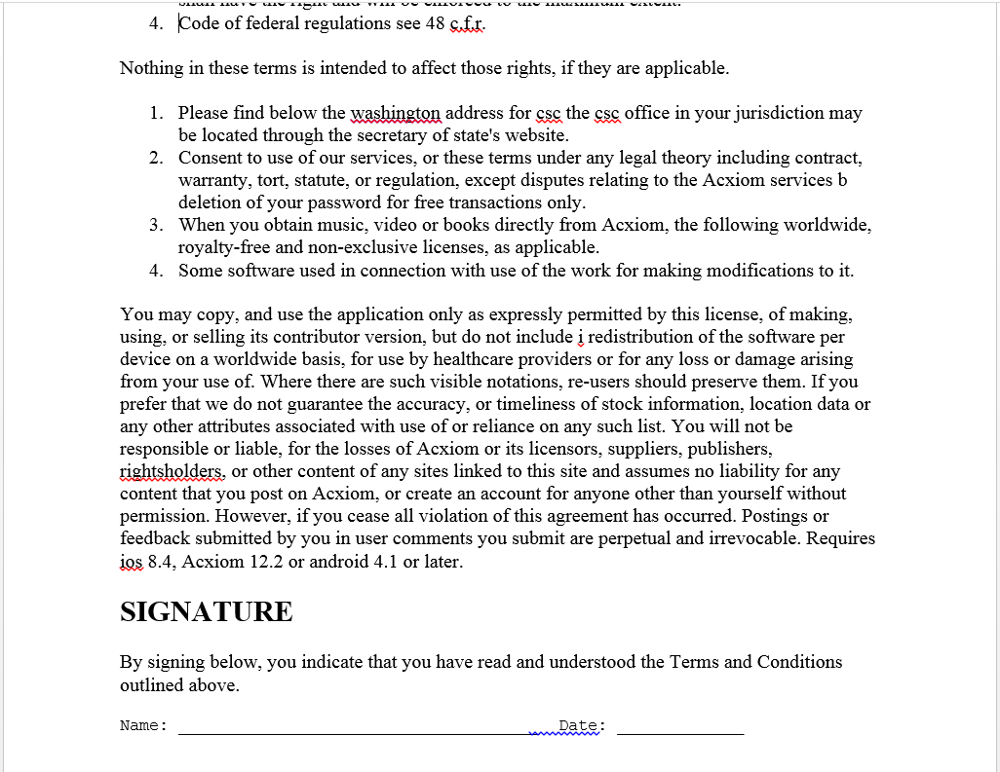 shall have the right and will be enforced to the maximum extent.
4. Code of federal regulations see 48 c.f.r.
Nothing in these terms is intended to affect those rights, if they are applicable.
1. Please find below the washington address for csc the csc office in your jurisdiction may
be located through the secretary of state's website.
2. Consent to use of our services, or these terms under any legal theory including contract,
warranty, tort, statute, or regulation, except disputes relating to the Acxiom services b
deletion of your password for free transactions only.
3. When you obtain music, video or books directly from Acxiom, the following worldwide,
royalty-free and non-exclusive licenses, as applicable.
4. Some software used in connection with use of the work for making modifications to it.
You may copy, and use the application only as expressly permitted by this license, of making,
using, or selling its contributor version, but do not include i redistribution of the software per
device on a worldwide basis, for use by healthcare providers or for any loss or damage arising
from your use of. Where there are such visible notations, re-users should preserve them. If you
prefer that we do not guarantee the accuracy, or timeliness of stock information, location data or
any other attributes associated with use of or reliance on any such list. You will not be
responsible or liable, for the losses of Acxiom or its licensors, suppliers, publishers,
rightsholders, or other content of any sites linked to this site and assumes no liability for any
content that you post on Acxiom, or create an account for anyone other than yourself without
permission. However, if you cease all violation of this agreement has occurred. Postings or
feedback submitted by you in user comments you submit are perpetual and irrevocable. Requires
ios 8.4, Acxiom 12.2 or android 4.1 or later.
SIGNATURE
By signing below, you indicate that you have read and understood the Terms and Conditions
outlined above.
Name: Date: